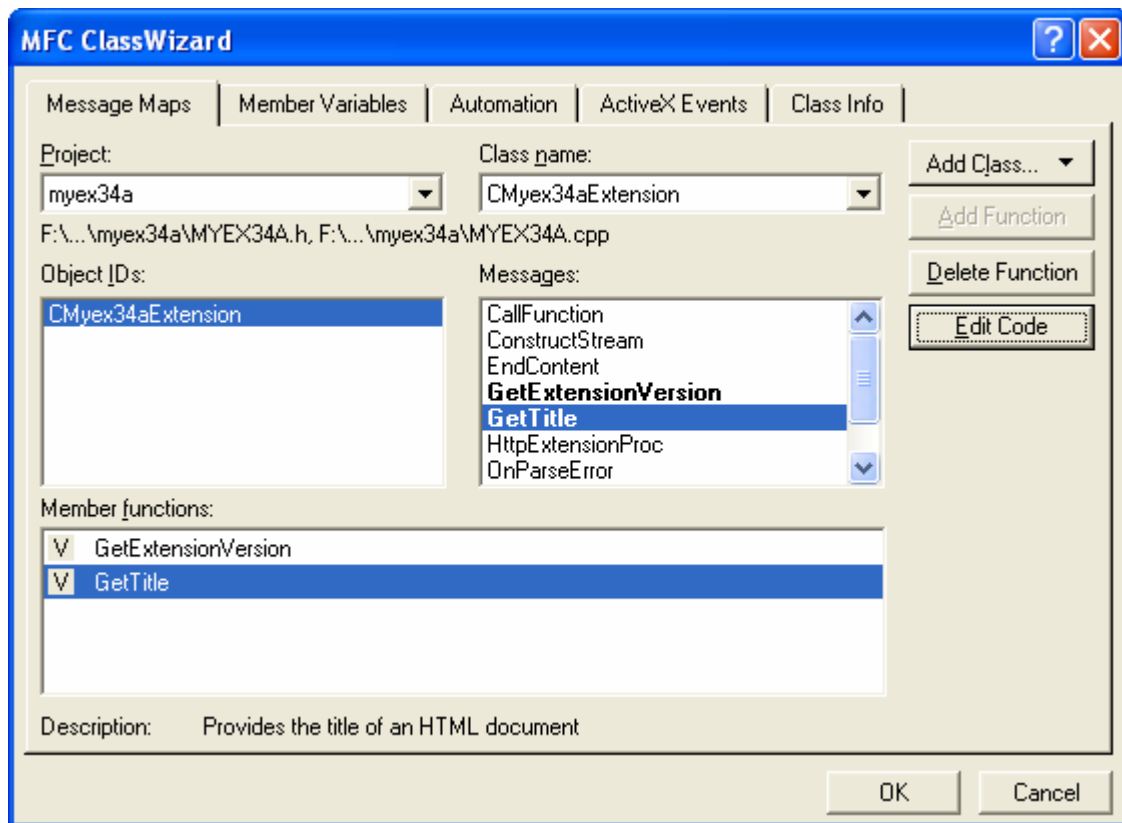 MFC ClassWizard
Message Maps Member Variables Automation ActiveX Events Class Info
Project: Class name:
myex34a CMyex34aExtension
Add Class...
Add Function
F:\...\myex34a\MYEX34A.h, F:\...\myex34a\MYEX34A.cpp
Object IDs: Messages:
Delete Function
CMyex34aExtension
CallFunction
ConstructStream
EndContent
GetExtensionVersion
GetTitle
HttpExtensionProc
OnParseError
Edit Code
Member functions:
V GetExtensionVersion
V GetTitle
Description: Provides the title of an HTML document
OK Cancel